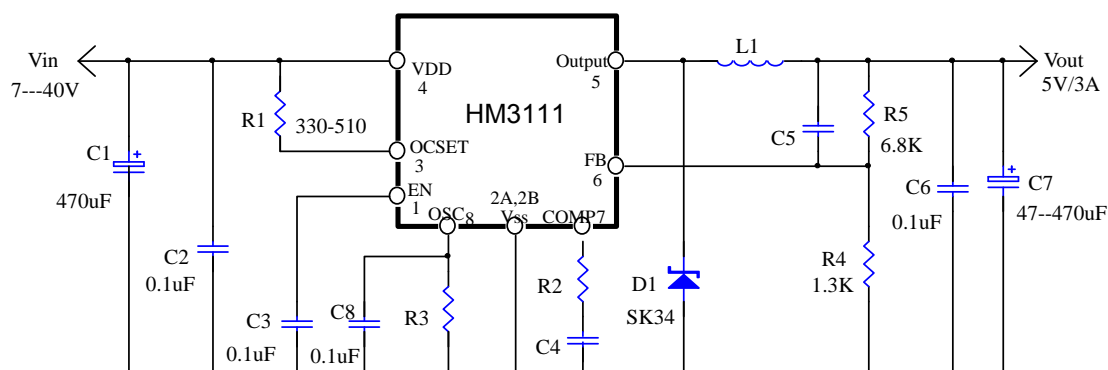 Vin
7---40V
C1
470uF
C2
0.1uF
R1
330-510
VDD
4
OCSET
3
EN
1
OSC
8
2A,2B
Vss
COMP7
HM3111
Output
5
FB
6
C3
0.1uF
C8
0.1uF
R3
R2
C4
D1
SK34
L1
C5
R5
6.8K
R4
1.3K
C6
0.1uF
C7
47--470uF
Vout
5V/3A